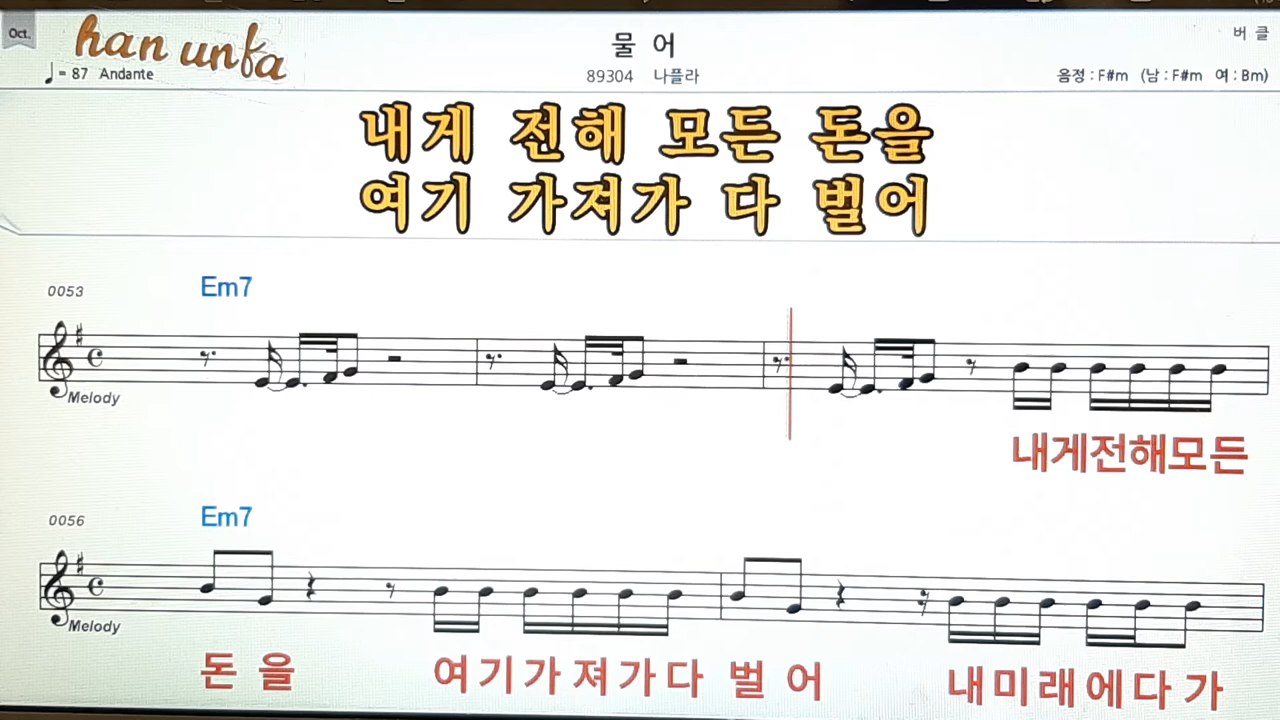 Oct.
han unfa
버 클
물 어
♩= 87 Andante
89304 나플라
음정 : F#m (남 : F#m 여 : Bm)
내게 전해 모든 돈을
여기 가져가 다 벌어
0053
Em7
Melody
내게전해모든
0056
Em7
Melody
돈 을 여기가져가다 벌 어 내미래에다가